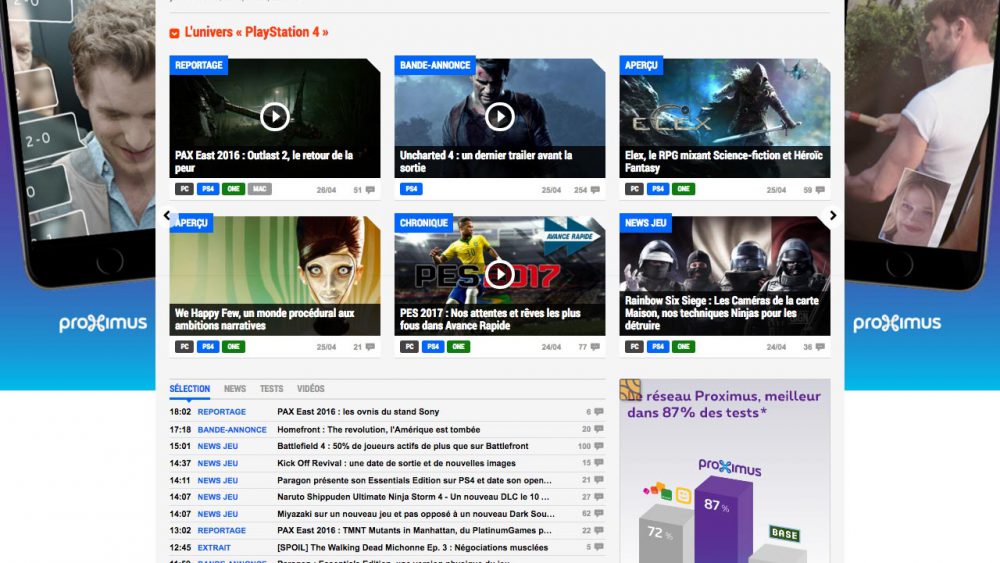 L'univers « PlayStation 4 »
REPORTAGE
PAX East 2016 : Outlast 2, le retour de la
peur
PC PS4 ONE MAC 26/04 51
BANDE-ANNONCE
Uncharted 4 : un dernier trailer avant la
sortie
PS4 25/04 254
APERÇU
ELEX
Elex, le RPG mixant Science-fiction et Héroïc
Fantasy
PC PS4 ONE 25/04 59
APERÇU
We Happy Few, un monde procédural aux
ambitions narratives
PC PS4 ONE 25/04 21
CHRONIQUE
AVANCE RAPIDE
PES 2017
PES 2017 : Nos attentes et rêves les plus
fous dans Avance Rapide
PC PS4 ONE 24/04 77
NEWS JEU
Rainbow Six Siege : Les Caméras de la carte
Maison, nos techniques Ninjas pour les
détruire
PC PS4 ONE 24/04 36
2-0
2-0
-0
proximus
proximus
SÉLECTION NEWS TESTS VIDÉOS
18:02 REPORTAGE PAX East 2016 : les ovnis du stand Sony 6
17:18 BANDE-ANNONCE Homefront : The revolution, l'Amérique est tombée 20
15:01 NEWS JEU Battlefield 4 : 50% de joueurs actifs de plus que sur Battlefront 100
14:37 NEWS JEU Kick Off Revival : une date de sortie et de nouvelles images 15
14:11 NEWS JEU Paragon présente son Essentials Edition sur PS4 et date son open... 21
14:07 NEWS JEU Naruto Shippuden Ultimate Ninja Storm 4 - Un nouveau DLC le 10 ... 27
14:07 NEWS JEU Miyazaki sur un nouveau jeu et pas opposé à un nouveau Dark Sou... 62
13:02 REPORTAGE PAX East 2016 : TMNT Mutants in Manhattan, du PlatinumGames p... 22
12:45 EXTRAIT [SPOIL] The Walking Dead Michonne Ep. 3 : Négociations musclées 5
réseau Proximus, meilleur
dans 87% des tests*
proximus
87 %
72 %
BASE